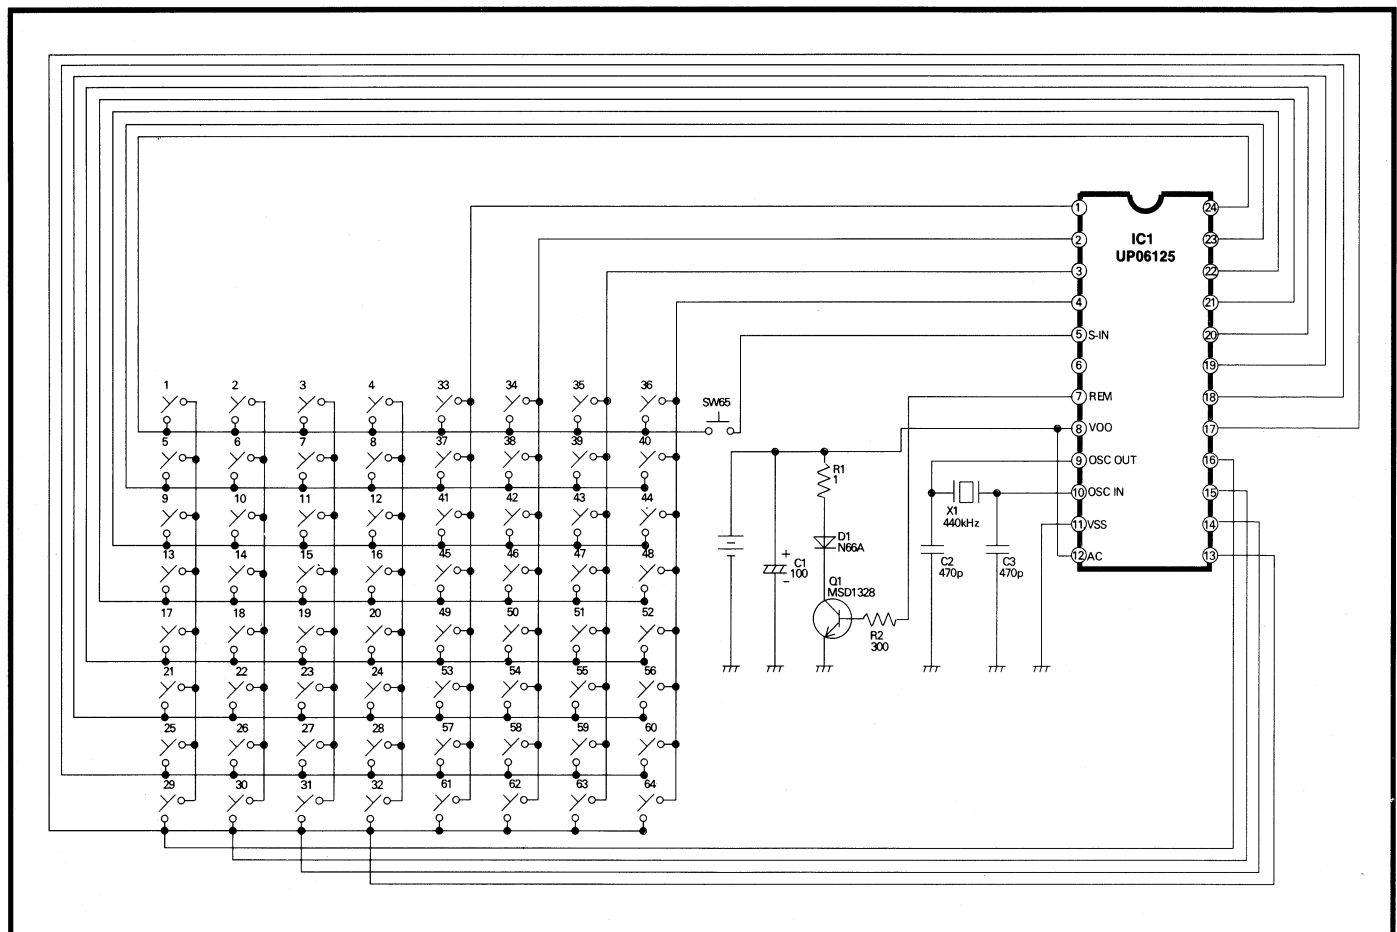 1 24
IC1
UP06125
2 23
3 22
4 21
5 S-IN 20
6 19
7 REM 18
8 VOO 17
9 OSC OUT 16
10 OSC IN 15
11 VSS 14
12 AC 13
1 2 3 4 33 34 35 36
SW65
5 6 7 8 37 38 39 40
9 10 11 12 41 42 43 44
13 14 15 16 45 46 47 48
17 18 19 20 49 50 51 52
21 22 23 24 53 54 55 56
25 26 27 28 57 58 59 60
29 30 31 32 61 62 63 64
R1
1
D1
N66A
+
C1
100
-
Q1
MSD1328
R2
300
X1
440kHz
C2
470p
C3
470p